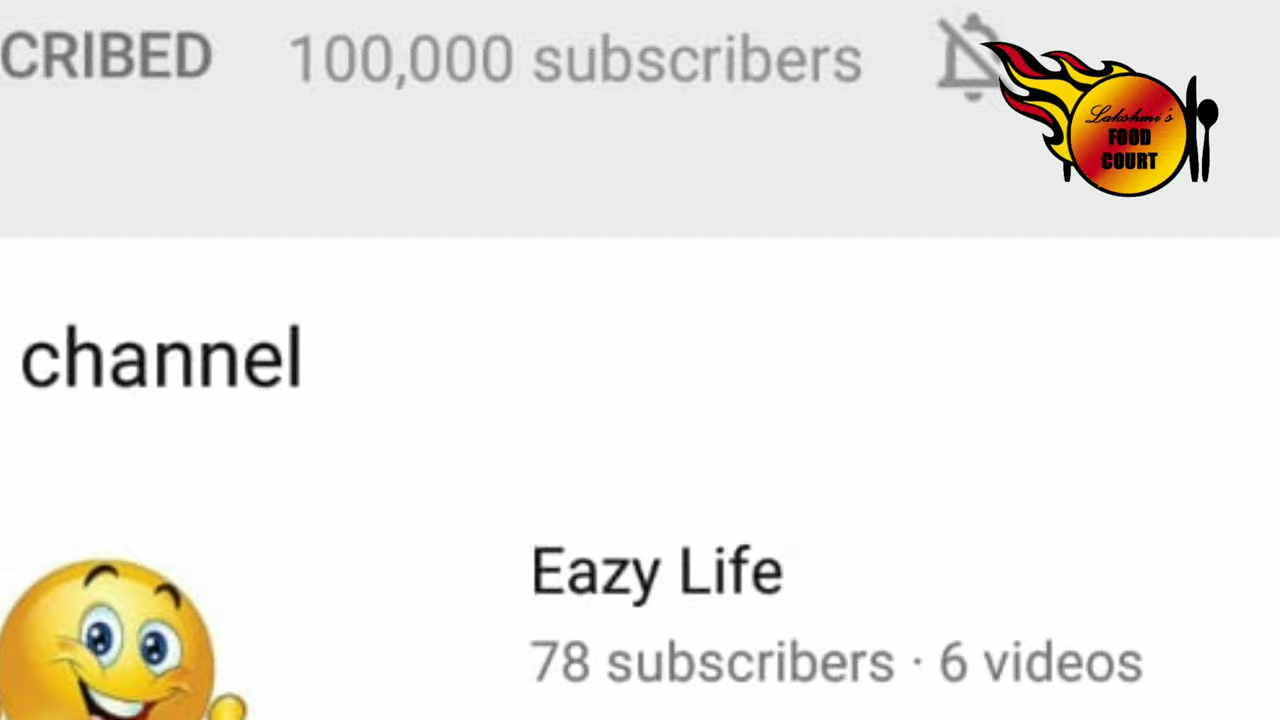 CRIBED 100,000 subscribers
Lakshmi's
FOOD
COURT
channel
Eazy Life
78 subscribers · 6 videos